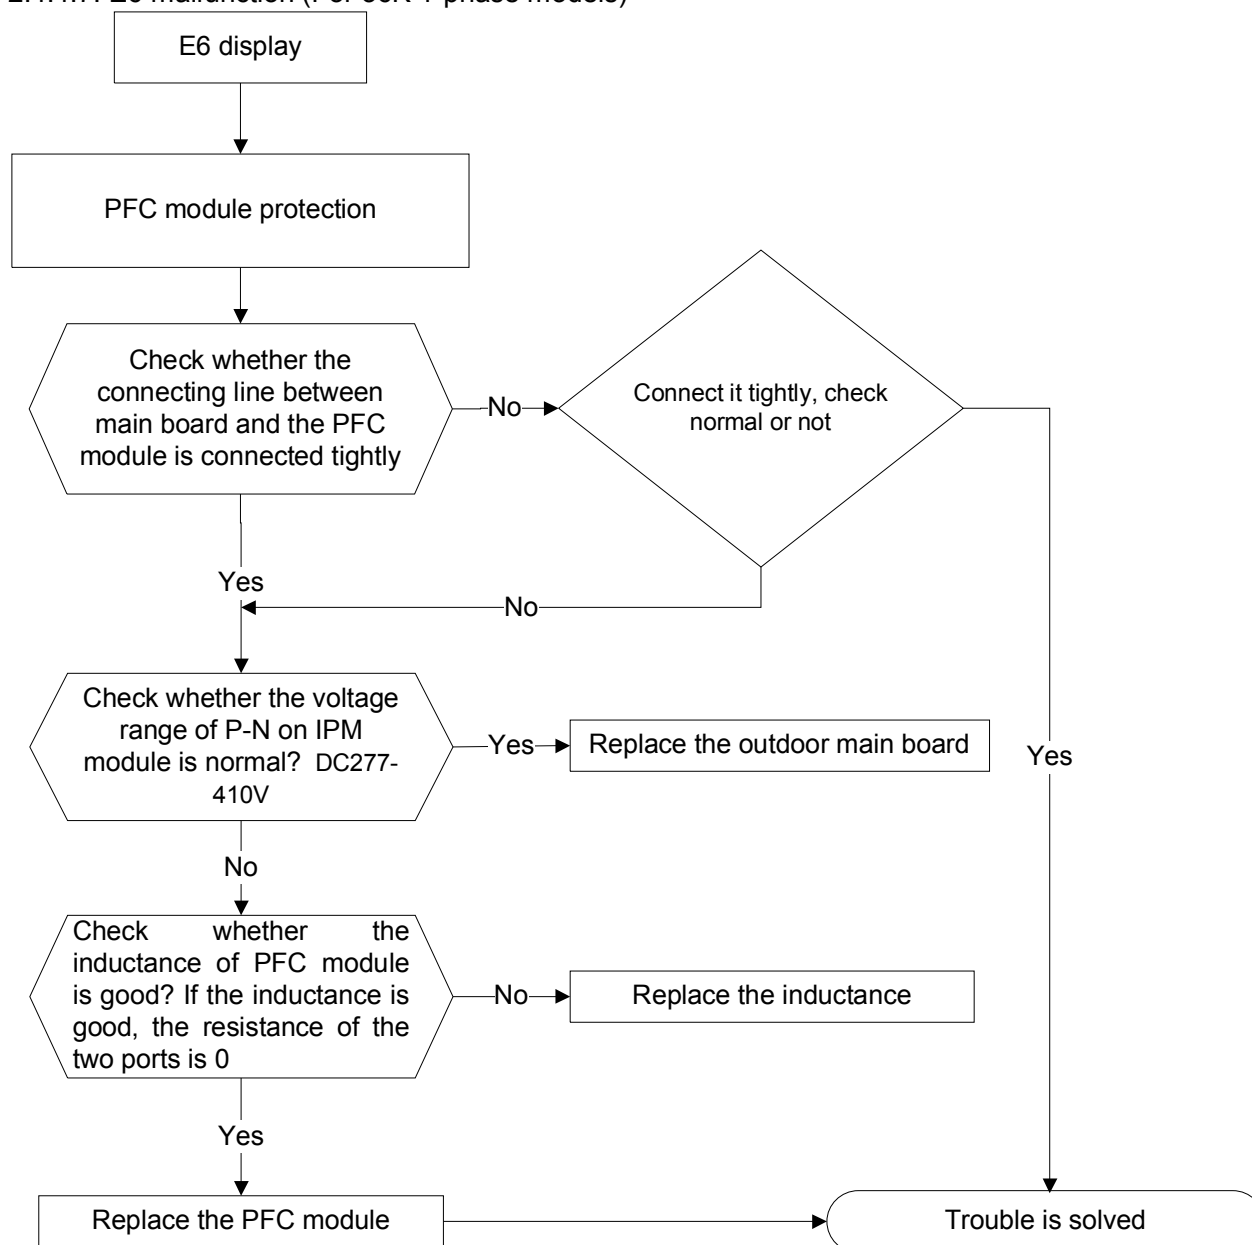 E6 display
PFC module protection
Check whether the
connecting line between
main board and the PFC
module is connected tightly
No
Connect it tightly, check
normal or not
Yes
No
Check whether the voltage
range of P-N on IPM
module is normal? DC277-
410V
Yes
Replace the outdoor main board
Yes
No
Check whether the
inductance of PFC module
is good? If the inductance is
good, the resistance of the
two ports is 0
No
Replace the inductance
Yes
Replace the PFC module
Trouble is solved